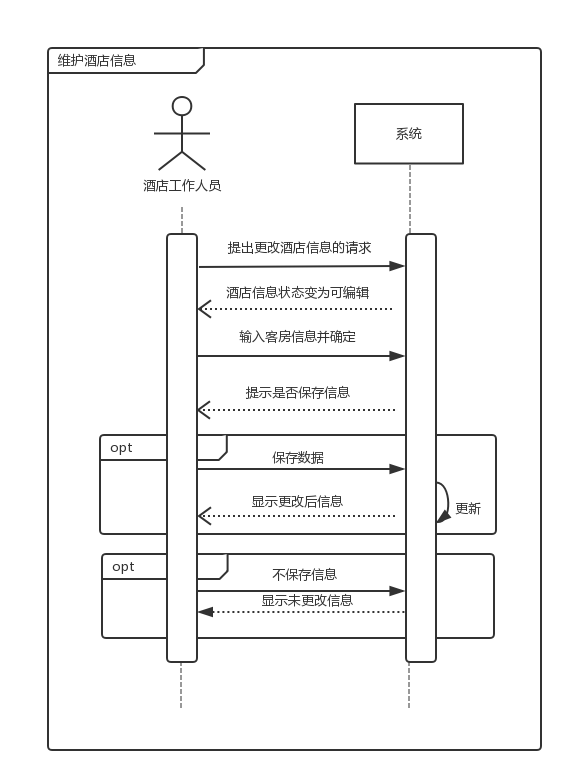 维护酒店信息
系统
酒店工作人员
提出更改酒店信息的请求
酒店信息状态变为可编辑
输入客房信息并确定
提示是否保存信息
opt
保存数据
显示更改后信息
更新
opt
不保存信息
显示未更改信息